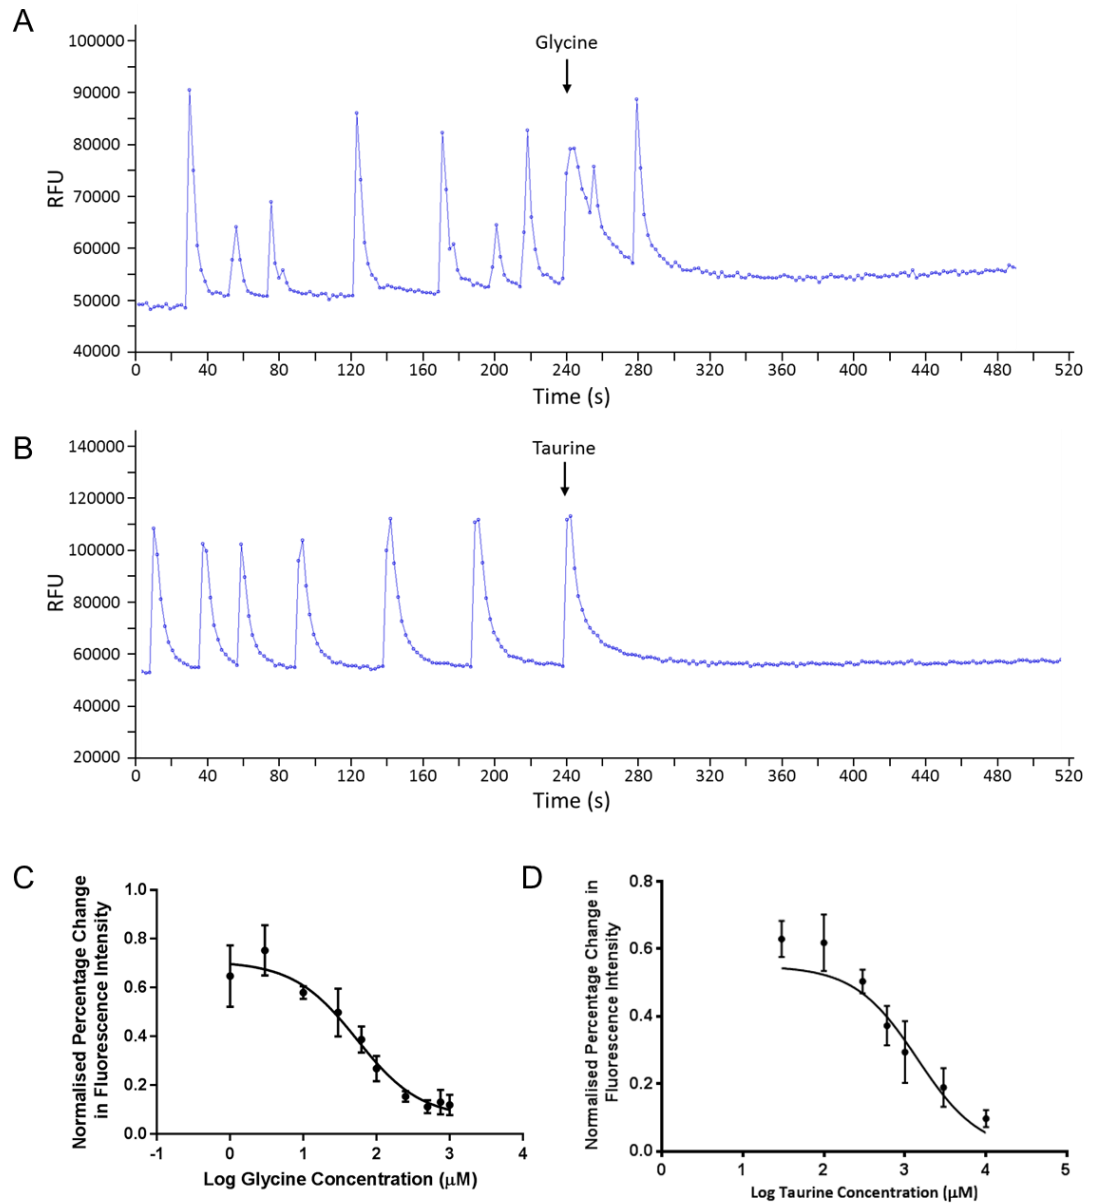 A
Glycine
RFU
100000
90000
80000
70000
60000
50000
40000
0 40 80 120 160 200 240 280 320 360 400 440 480 520
Time (s)
B
Taurine
RFU
140000
120000
100000
80000
60000
40000
20000
0 40 80 120 160 200 240 280 320 360 400 440 480 520
Time (s)
C
Normalised Percentage Change
in Fluorescence Intensity
1.0
0.8
0.6
0.4
0.2
0.0
-1 0 1 2 3 4
Log Glycine Concentration (μM)
D
Normalised Percentage Change in
Fluorescence Intensity
0.8
0.6
0.4
0.2
0.0
0 1 2 3 4 5
Log Taurine Concentration (μM)